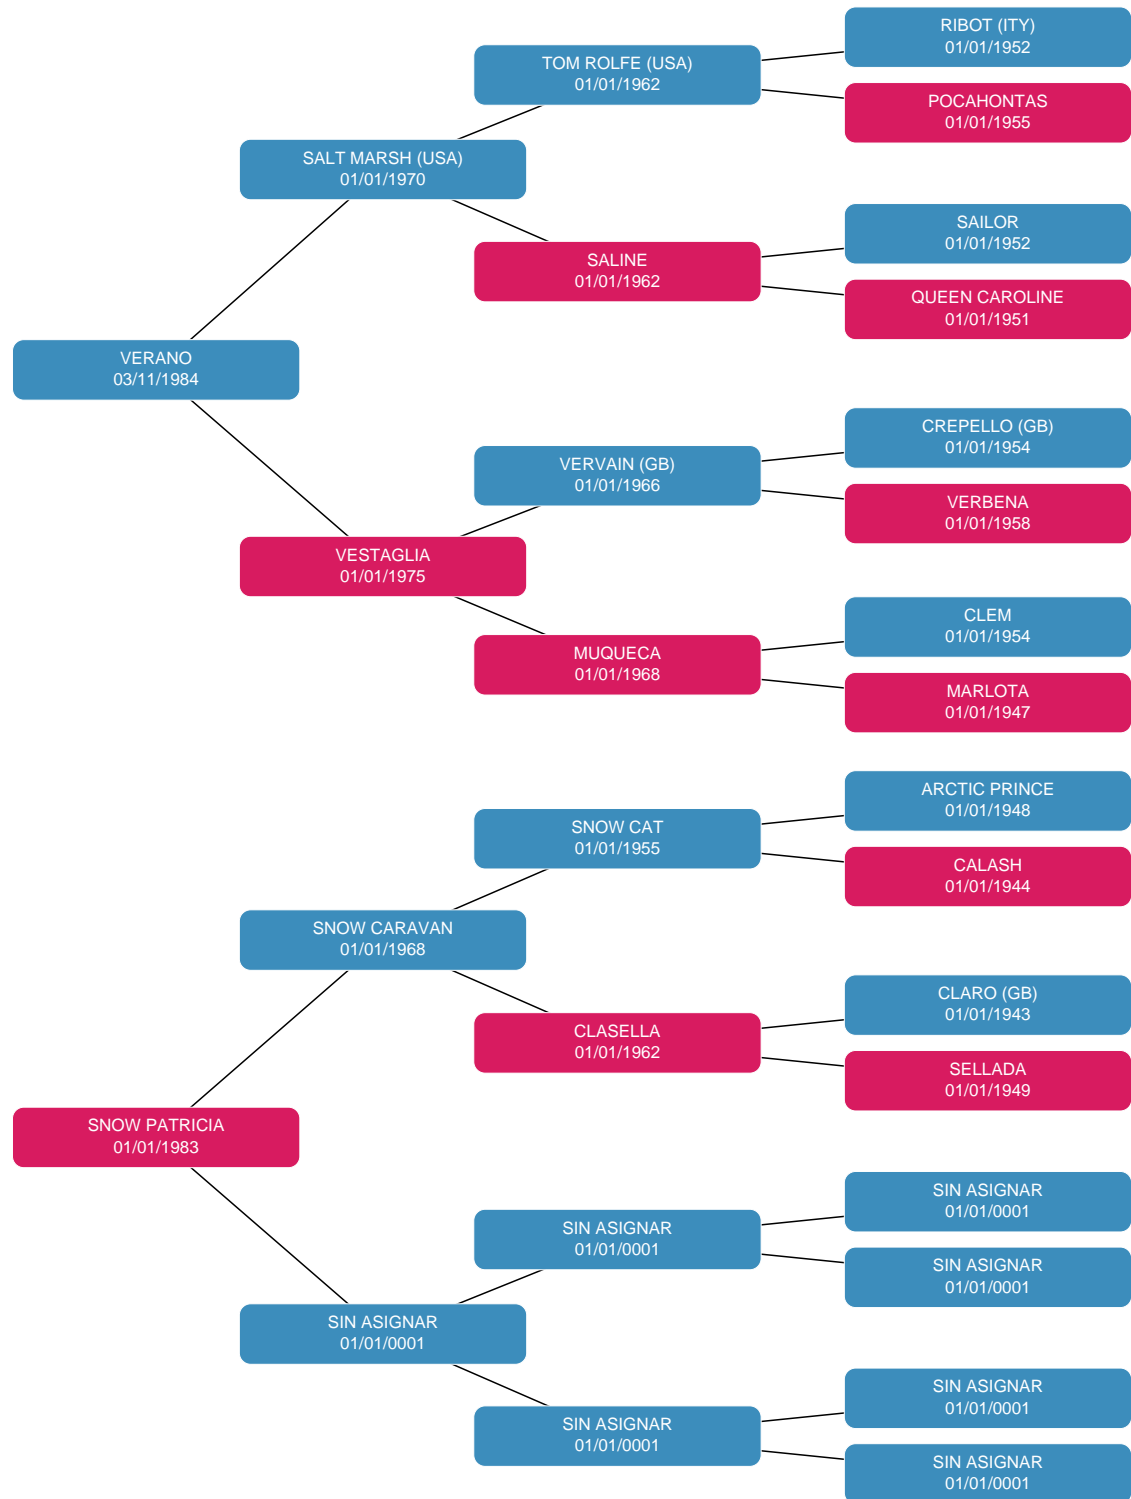 RIBOT (ITY)
01/01/1952
TOM ROLFE (USA)
01/01/1962
POCAHONTAS
01/01/1955
SALT MARSH (USA)
01/01/1970
SAILOR
01/01/1952
SALINE
01/01/1962
QUEEN CAROLINE
01/01/1951
VERANO
03/11/1984
CREPELLO (GB)
01/01/1954
VERVAIN (GB)
01/01/1966
VERBENA
01/01/1958
VESTAGLIA
01/01/1975
CLEM
01/01/1954
MUQUECA
01/01/1968
MARLOTA
01/01/1947
ARCTIC PRINCE
01/01/1948
SNOW CAT
01/01/1955
CALASH
01/01/1944
SNOW CARAVAN
01/01/1968
CLARO (GB)
01/01/1943
CLASELLA
01/01/1962
SELLADA
01/01/1949
SNOW PATRICIA
01/01/1983
SIN ASIGNAR
01/01/0001
SIN ASIGNAR
01/01/0001
SIN ASIGNAR
01/01/0001
SIN ASIGNAR
01/01/0001
SIN ASIGNAR
01/01/0001
SIN ASIGNAR
01/01/0001
SIN ASIGNAR
01/01/0001